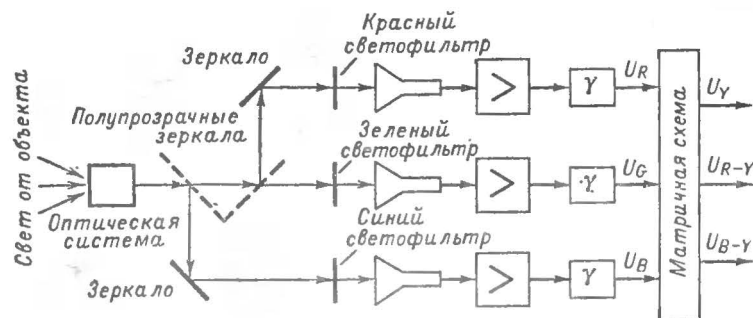 Красный
светофильтр
Зеркало
γ
U_R
U_Y
Полупрозрачные
зеркала
Зеленый
светофильтр
Свет от объекта
γ
U_G
U_R-Y
Матричная схема
Оптическая
система
Синий
светофильтр
Зеркало
γ
U_B
U_B-Y